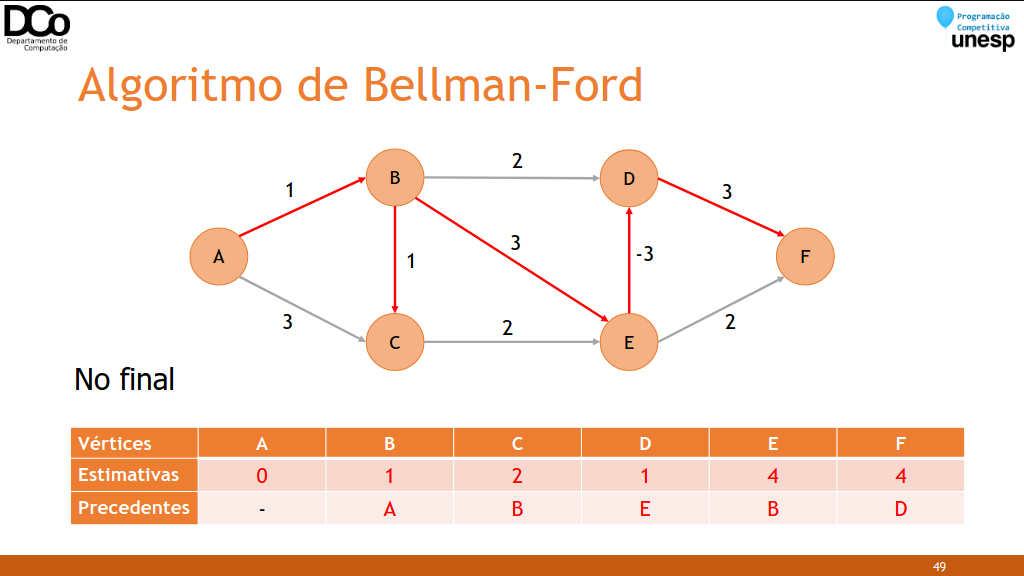 DCo
Departamento de
Computação
Programação
Competitiva
unesp
Algoritmo de Bellman-Ford
2
B
D
1
3
3
A
1
-3
F
3
2
2
C
E
No final
Vértices A B C D E F
Estimativas 0 1 2 1 4 4
Precedentes - A B E B D
49